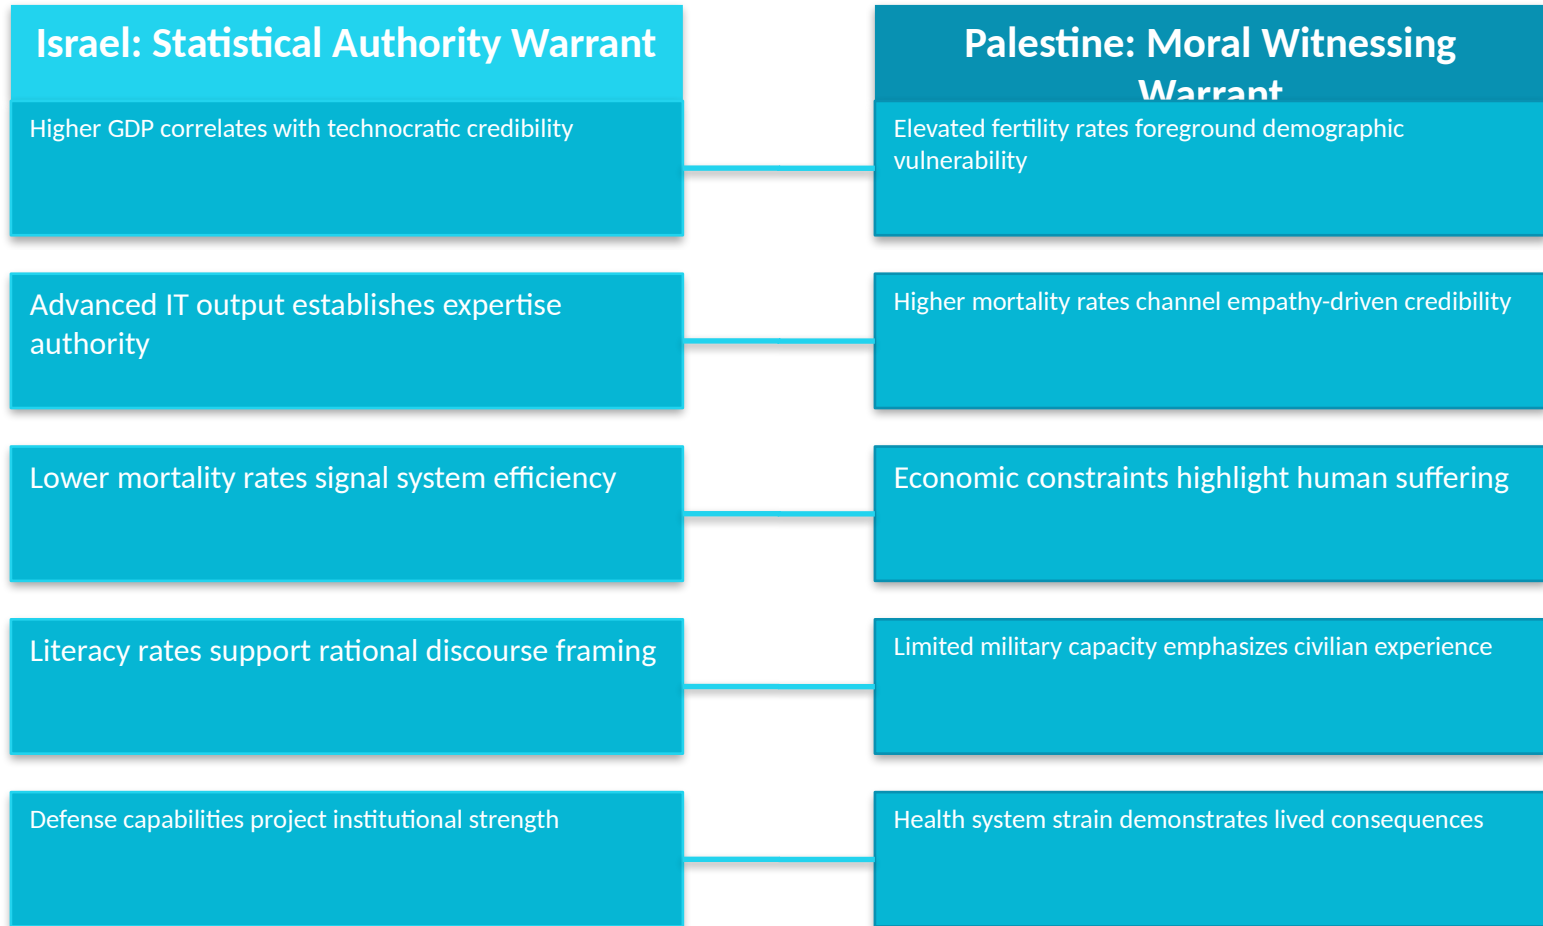 Israel: Statistical Authority Warrant
Higher GDP correlates with technocratic credibility
Advanced IT output establishes expertise
authority
Lower mortality rates signal system efficiency
Literacy rates support rational discourse framing
Defense capabilities project institutional strength
Palestine: Moral Witnessing
Warrant
Elevated fertility rates foreground demographic
vulnerability
Higher mortality rates channel empathy-driven credibility
Economic constraints highlight human suffering
Limited military capacity emphasizes civilian experience
Health system strain demonstrates lived consequences